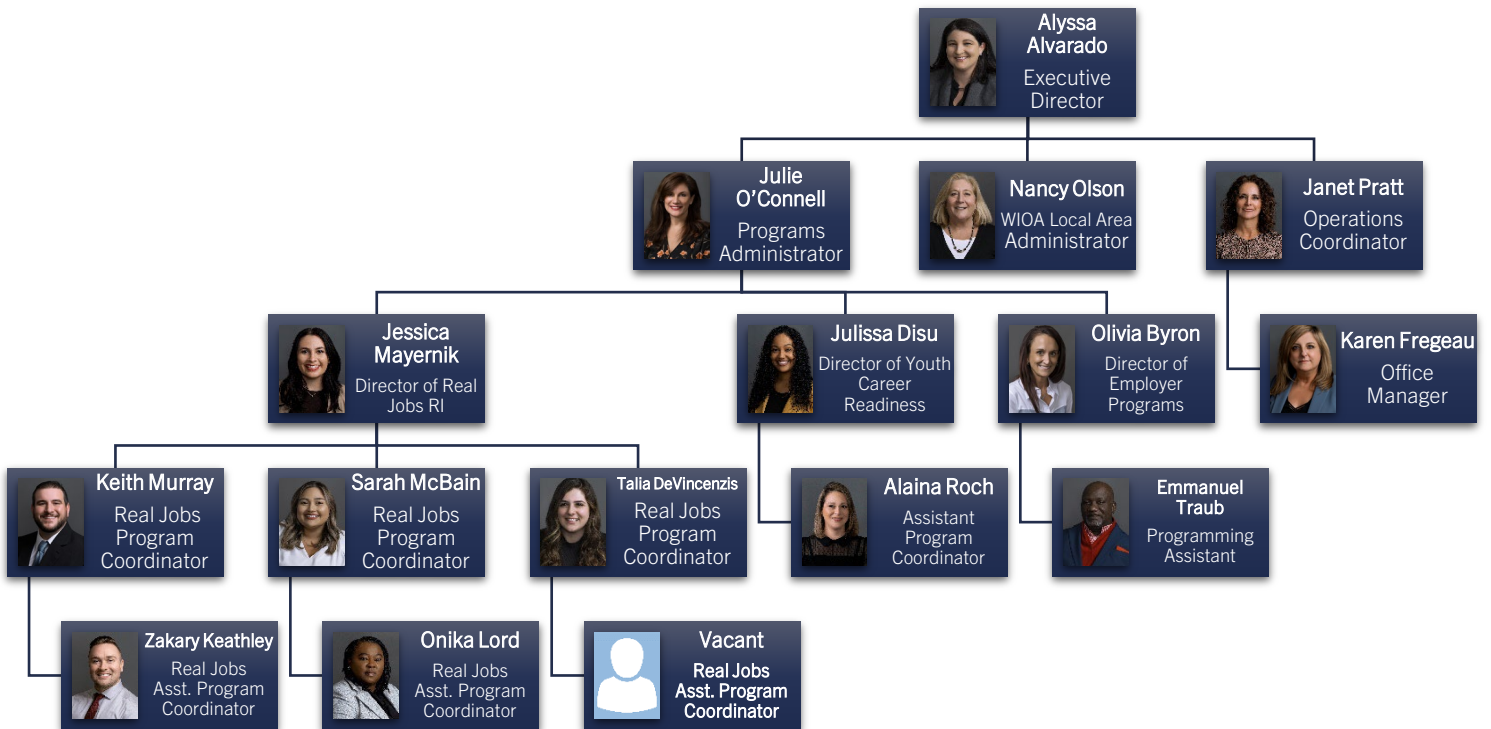 Alyssa
Alvarado
Executive
Director
Julie
O’Connell
Programs
Administrator
Nancy Olson
WIOA Local Area
Administrator
Janet Pratt
Operations
Coordinator
Jessica
Mayernik
Director of Real
Jobs RI
Julissa Disu
Director of Youth
Career
Readiness
Olivia Byron
Director of
Employer
Programs
Karen Fregeau
Office
Manager
Keith Murray
Real Jobs
Program
Coordinator
Sarah McBain
Real Jobs
Program
Coordinator
Talia DeVincenzis
Real Jobs
Program
Coordinator
Alaina Roch
Assistant
Program
Coordinator
Emmanuel
Traub
Programming
Assistant
Zakary Keathley
Real Jobs
Asst. Program
Coordinator
Onika Lord
Real Jobs
Asst. Program
Coordinator
Vacant
Real Jobs
Asst. Program
Coordinator